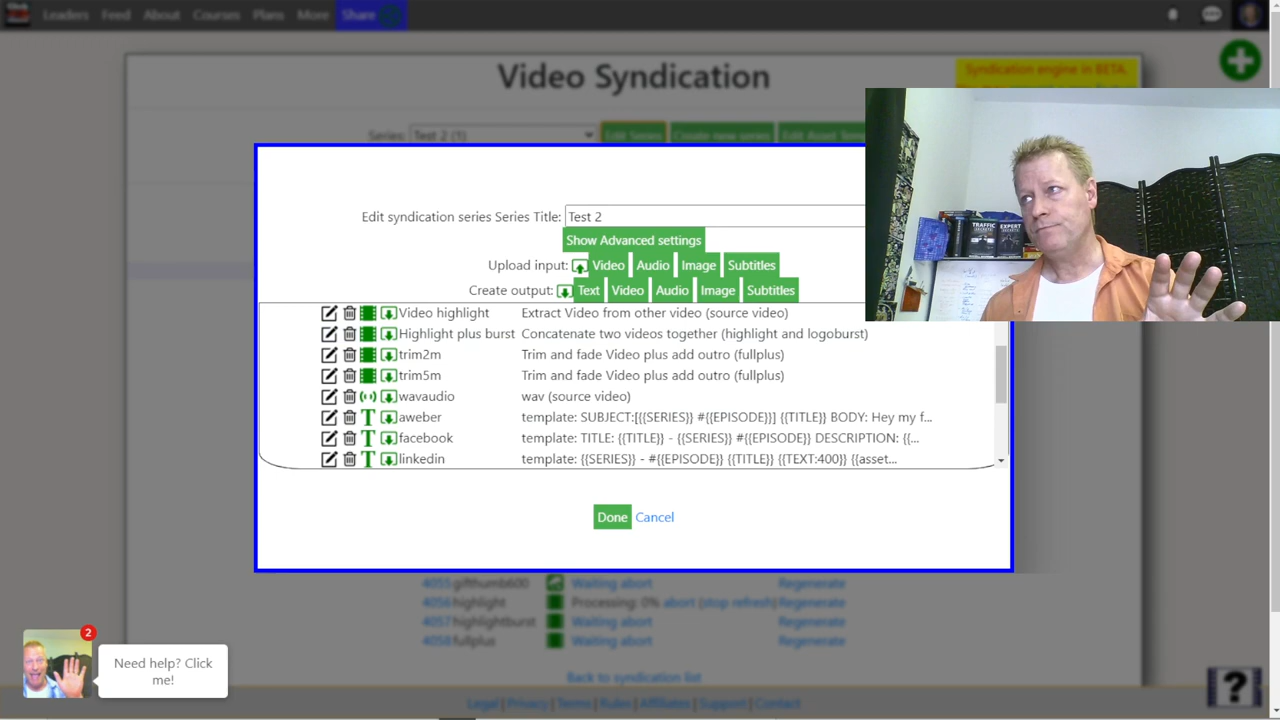 Leaders Feed About Courses Plans More Share
Video Syndication
Syndication engine in BETA.
Series: Test 2 (1) Edit Series Create new series
Edit syndication series Series Title: Test 2
Show Advanced settings
Upload input: Video Audio Image Subtitles
Create output: Text Video Audio Image Subtitles
Video highlight Extract Video from other video (source video)
Highlight plus burst Concatenate two videos together (highlight and logoburst)
trim2m Trim and fade Video plus add outro (fullplus)
trim5m Trim and fade Video plus add outro (fullplus)
wavaudio wav (source video)
aweber template: SUBJECT:[{{SERIES}} #{{EPISODE}}] {{TITLE}} BODY: Hey my f...
facebook template: TITLE: {{TITLE}} - {{SERIES}} #{{EPISODE}} DESCRIPTION: {{...
linkedin template: {{SERIES}} - #{{EPISODE}} {{TITLE}} {{TEXT:400}} {{asset...
Done Cancel
TRAFFIC
SECRETS
EXPERT
SECRETS
4055 gifthumb600 Waiting abort Regenerate
4056 highlight Processing: 0% abort (stop refresh) Regenerate
4057 highlightburst Waiting abort Regenerate
4058 fullplus Waiting abort Regenerate
Back to syndication list
Legal | Privacy | Terms | Rules | Affiliates | Support | Contact
2
Need help? Click
me!
?